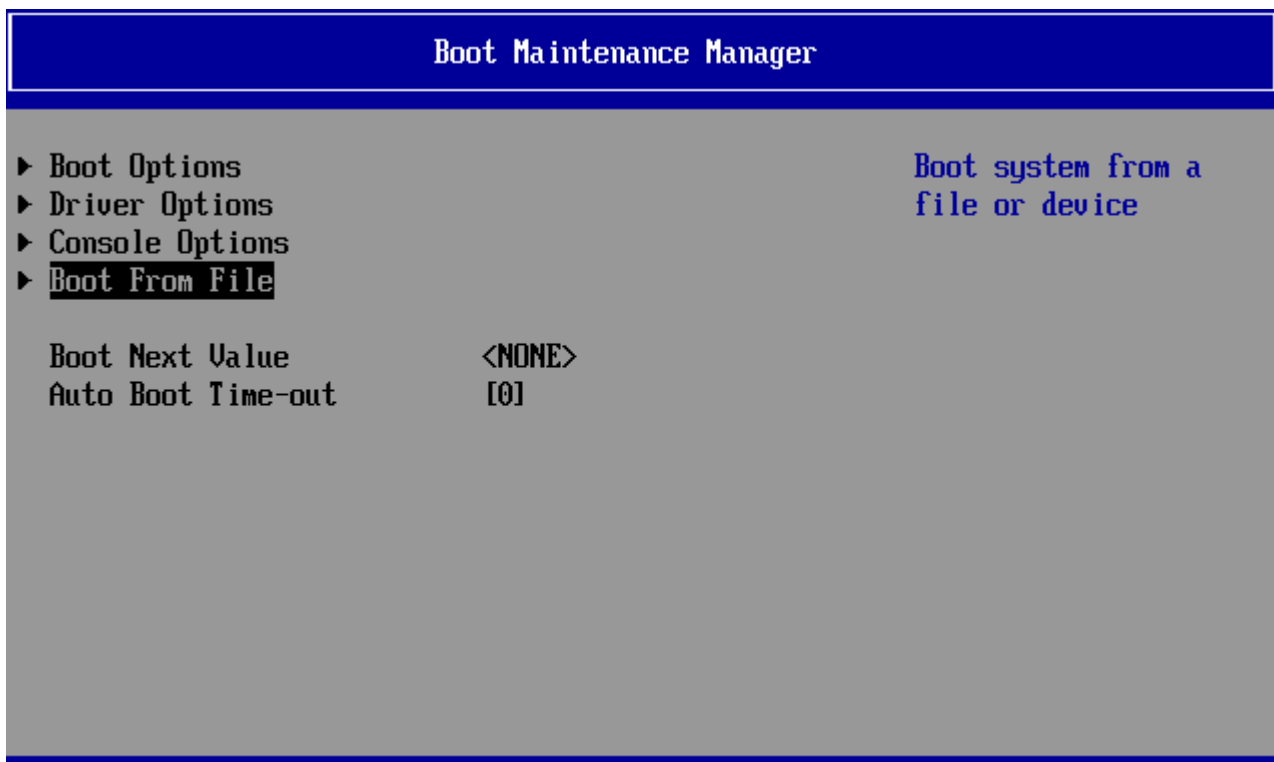 Boot Maintenance Manager
▶ Boot Options
▶ Driver Options
▶ Console Options
▶ Boot From File
Boot Next Value <NONE>
Auto Boot Time-out [0]
Boot system from a
file or device